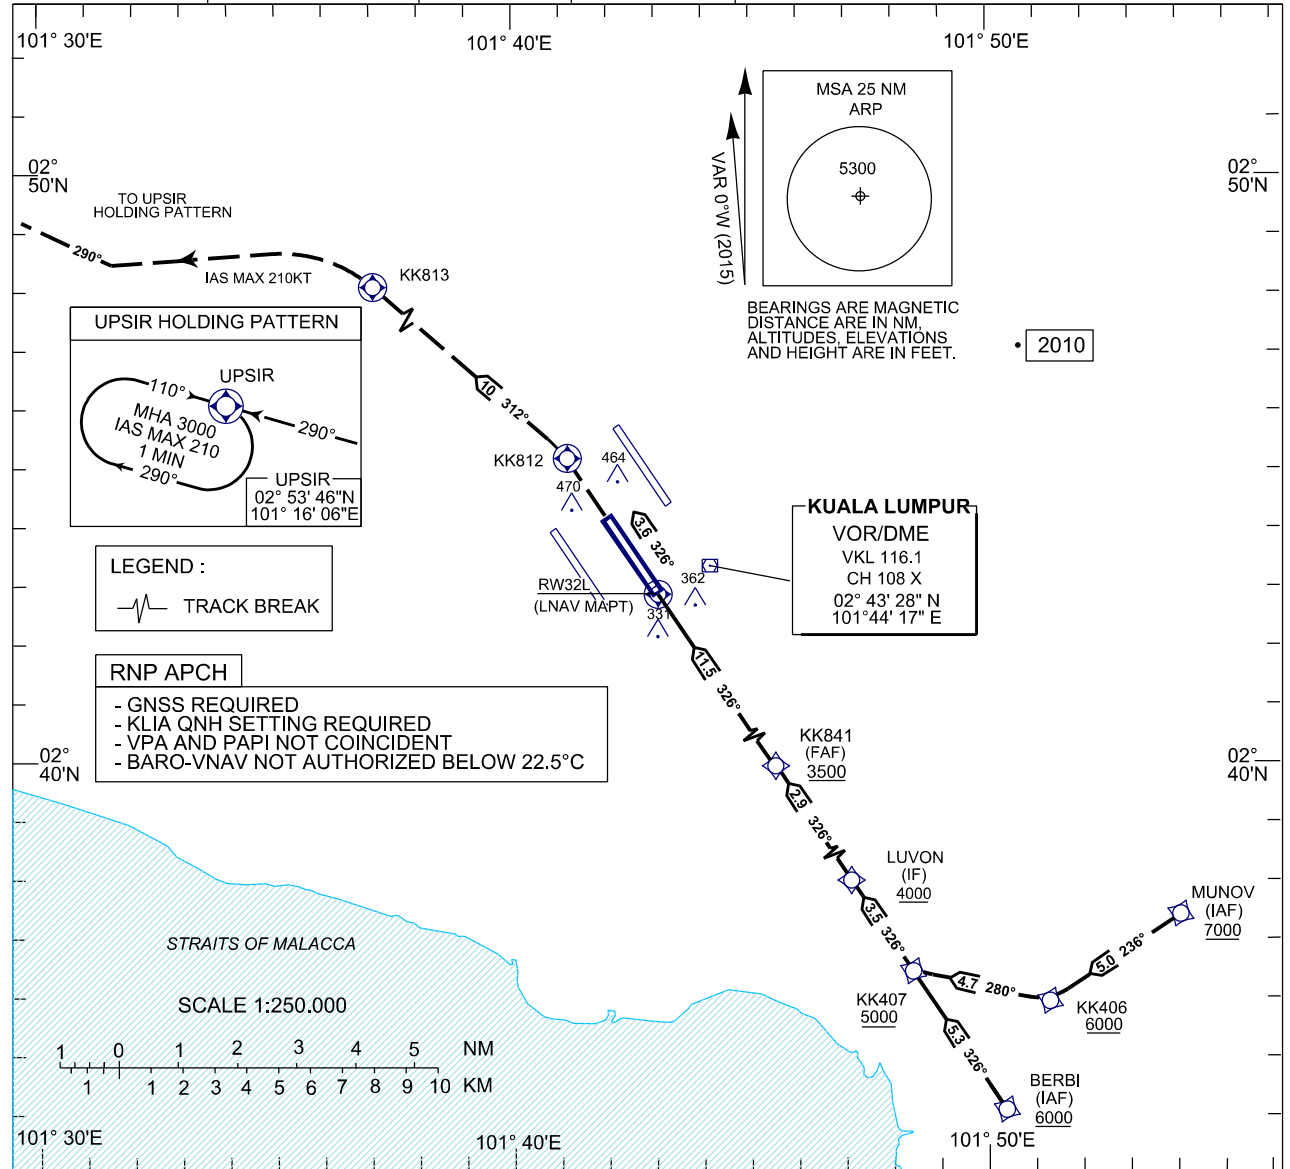 101° 30'E
101° 40'E
101° 50'E
MSA 25 NM
ARP
5300
VAR 0°W (2015)
02°
50'N
02°
50'N
TO UPSIR
HOLDING PATTERN
290°
IAS MAX 210KT
KK813
BEARINGS ARE MAGNETIC
DISTANCE ARE IN NM,
ALTITUDES, ELEVATIONS
AND HEIGHT ARE IN FEET.
2010
UPSIR HOLDING PATTERN
UPSIR
110°
MHA 3000
IAS MAX 210
1 MIN
290°
290°
UPSIR
02° 53' 46"N
101° 16' 06"E
10 312°
KK812
464
470
3.6 326°
KUALA LUMPUR
VOR/DME
VKL 116.1
CH 108 X
02° 43' 28" N
101°44' 17" E
LEGEND :
TRACK BREAK
RW32L
(LNAV MAPT)
362
331
RNP APCH
- GNSS REQUIRED
- KLIA QNH SETTING REQUIRED
- VPA AND PAPI NOT COINCIDENT
- BARO-VNAV NOT AUTHORIZED BELOW 22.5°C
11.5 326°
02°
40'N
02°
40'N
KK841
(FAF)
3500
2.9 326°
LUVON
(IF)
4000
3.5 326°
MUNOV
(IAF)
7000
5.0 236°
STRAITS OF MALACCA
4.7 280°
KK407
5000
KK406
6000
SCALE 1:250.000
5.3 326°
1 0 1 2 3 4 5 NM
1 1 2 3 4 5 6 7 8 9 10 KM
BERBI
(IAF)
6000
101° 30'E
101° 40'E
101° 50'E